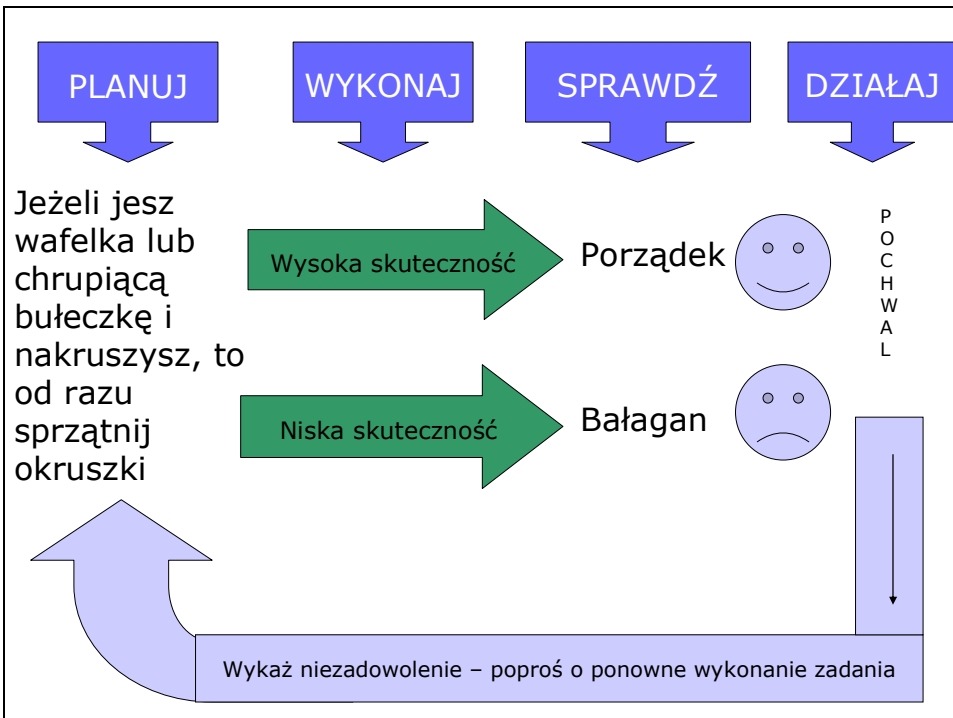 PLANUJ
WYKONAJ
SPRAWDŹ
DZIAŁAJ
Jeżeli jesz
wafelka lub
chrupiącą
bułeczkę i
nakruszysz, to
od razu
sprzątnij
okruszki
Wysoka skuteczność
Porządek
Niska skuteczność
Bałagan
P
O
C
H
W
A
L
Wykaż niezadowolenie – poproś o ponowne wykonanie zadania